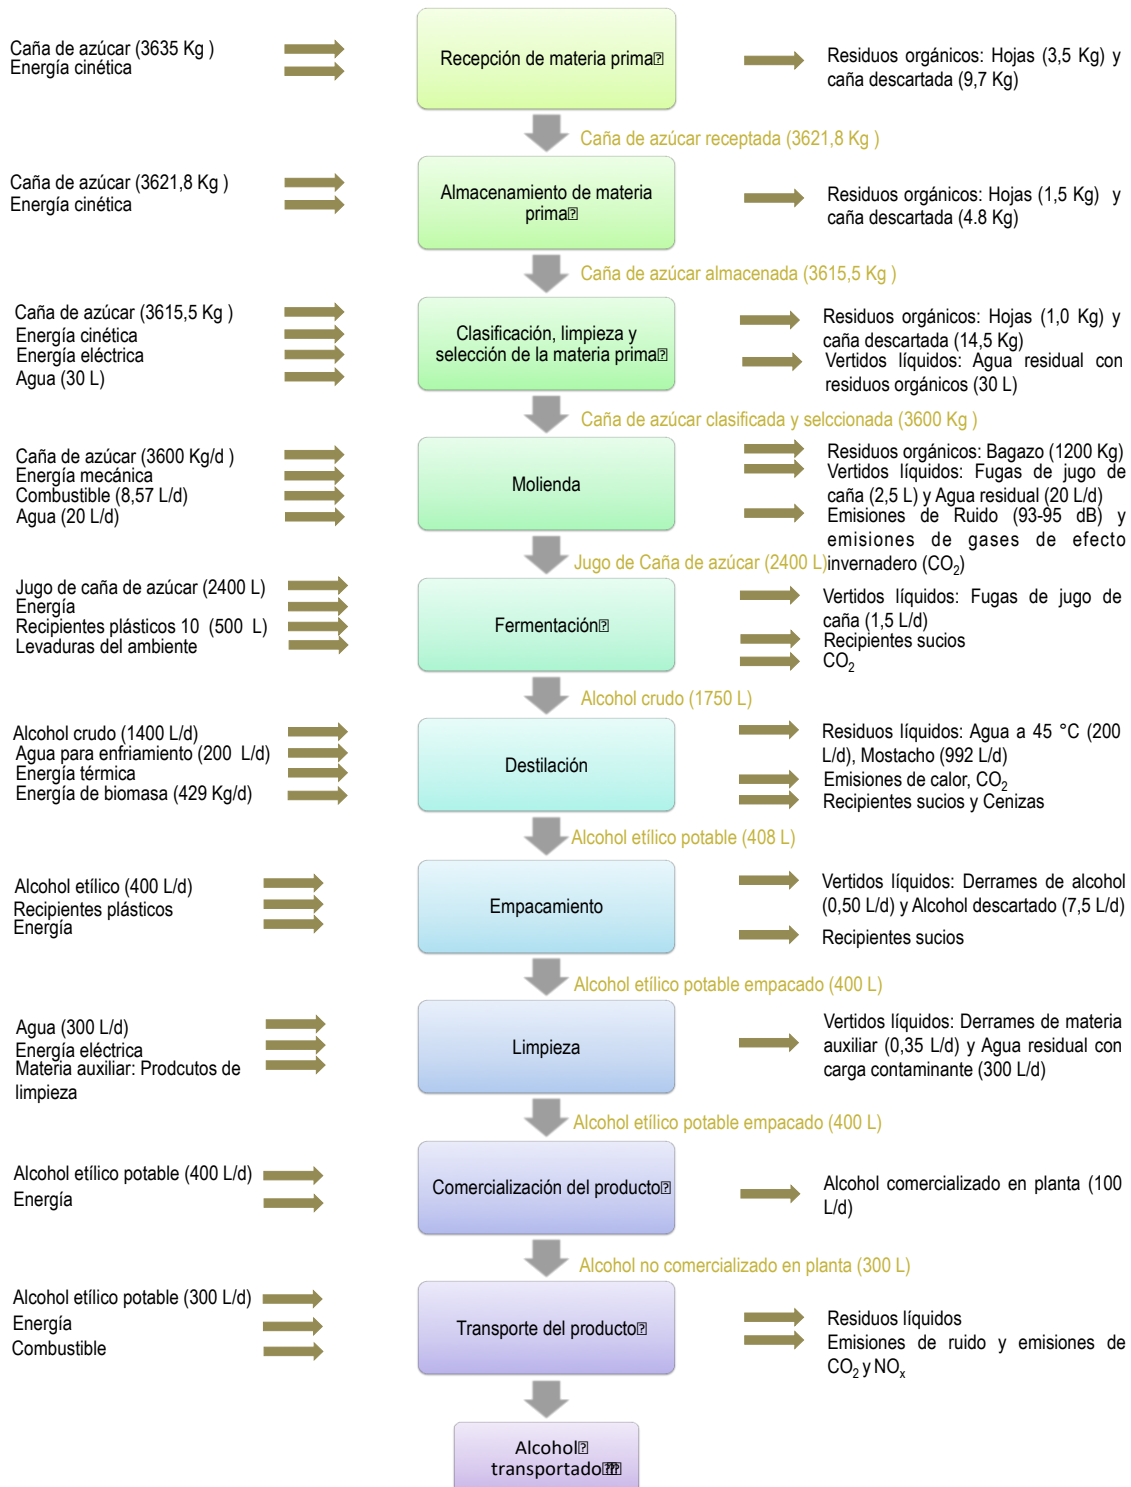 Caña de azúcar (3635 Kg )
Energía cinética
Recepción de materia prima
Residuos orgánicos: Hojas (3,5 Kg) y
caña descartada (9,7 Kg)
Caña de azúcar receptada (3621,8 Kg )
Caña de azúcar (3621,8 Kg )
Energía cinética
Almacenamiento de materia
prima
Residuos orgánicos: Hojas (1,5 Kg) y
caña descartada (4.8 Kg)
Caña de azúcar almacenada (3615,5 Kg )
Caña de azúcar (3615,5 Kg )
Energía cinética
Energía eléctrica
Agua (30 L)
Clasificación, limpieza y
selección de la materia prima
Residuos orgánicos: Hojas (1,0 Kg) y
caña descartada (14,5 Kg)
Vertidos líquidos: Agua residual con
residuos orgánicos (30 L)
Caña de azúcar clasificada y selccionada (3600 Kg )
Caña de azúcar (3600 Kg/d )
Energía mecánica
Combustible (8,57 L/d)
Agua (20 L/d)
Molienda
Residuos orgánicos: Bagazo (1200 Kg)
Vertidos líquidos: Fugas de jugo de
caña (2,5 L) y Agua residual (20 L/d)
Emisiones de Ruido (93-95 dB) y
emisiones de gases de efecto
invernadero (CO₂)
Jugo de Caña de azúcar (2400 L)
Jugo de caña de azúcar (2400 L)
Energía
Recipientes plásticos 10 (500 L)
Levaduras del ambiente
Fermentación
Vertidos líquidos: Fugas de jugo de
caña (1,5 L/d)
Recipientes sucios
CO₂
Alcohol crudo (1750 L)
Alcohol crudo (1400 L/d)
Agua para enfriamiento (200 L/d)
Energía térmica
Energía de biomasa (429 Kg/d)
Destilación
Residuos líquidos: Agua a 45 °C (200
L/d), Mostacho (992 L/d)
Emisiones de calor, CO₂
Recipientes sucios y Cenizas
Alcohol etílico potable (408 L)
Alcohol etílico (400 L/d)
Recipientes plásticos
Energía
Empacamiento
Vertidos líquidos: Derrames de alcohol
(0,50 L/d) y Alcohol descartado (7,5 L/d)
Recipientes sucios
Alcohol etílico potable empacado (400 L)
Agua (300 L/d)
Energía eléctrica
Materia auxiliar: Prodcutos de
limpieza
Limpieza
Vertidos líquidos: Derrames de materia
auxiliar (0,35 L/d) y Agua residual con
carga contaminante (300 L/d)
Alcohol etílico potable empacado (400 L)
Alcohol etílico potable (400 L/d)
Energía
Comercialización del producto
Alcohol comercializado en planta (100
L/d)
Alcohol no comercializado en planta (300 L)
Alcohol etílico potable (300 L/d)
Energía
Combustible
Transporte del producto
Residuos líquidos
Emisiones de ruido y emisiones de
CO₂ y NOₓ
Alcohol
transportado